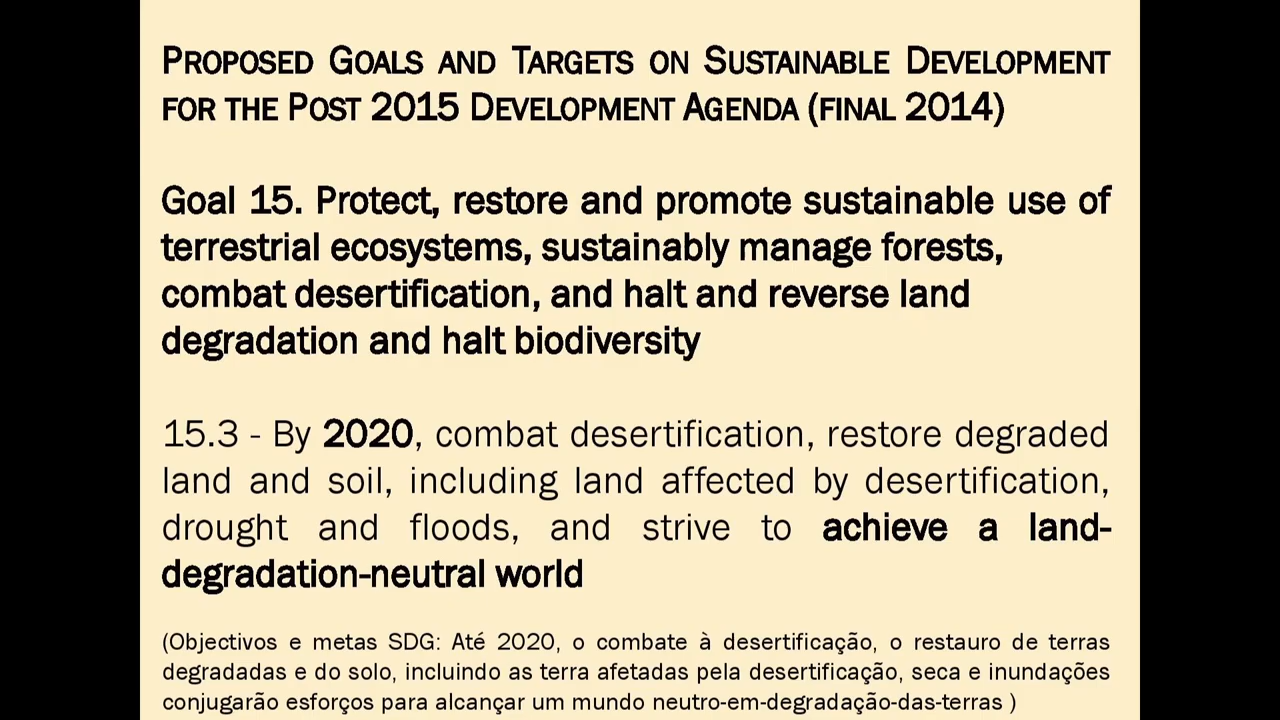 PROPOSED GOALS AND TARGETS ON SUSTAINABLE DEVELOPMENT
FOR THE POST 2015 DEVELOPMENT AGENDA (FINAL 2014)
Goal 15. Protect, restore and promote sustainable use of
terrestrial ecosystems, sustainably manage forests,
combat desertification, and halt and reverse land
degradation and halt biodiversity
15.3 - By 2020, combat desertification, restore degraded
land and soil, including land affected by desertification,
drought and floods, and strive to achieve a land-
degradation-neutral world
(Objectivos e metas SDG: Até 2020, o combate à desertificação, o restauro de terras
degradadas e do solo, incluindo as terra afetadas pela desertificação, seca e inundações
conjugarão esforços para alcançar um mundo neutro-em-degradação-das-terras )